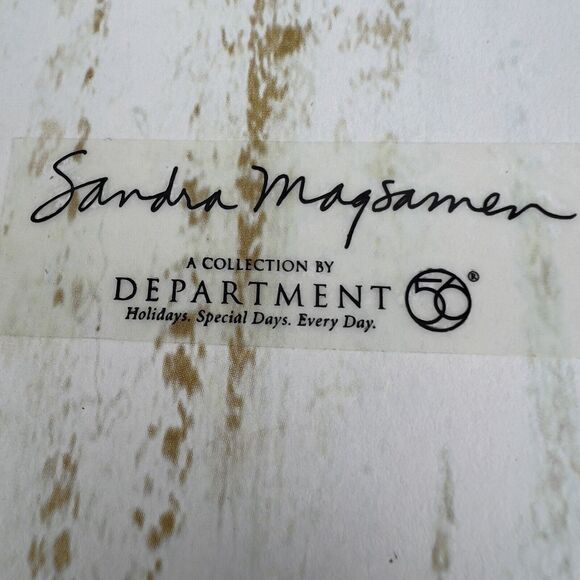 Sandra Magsamen
A COLLECTION BY
DEPARTMENT 56®
Holidays. Special Days. Every Day.